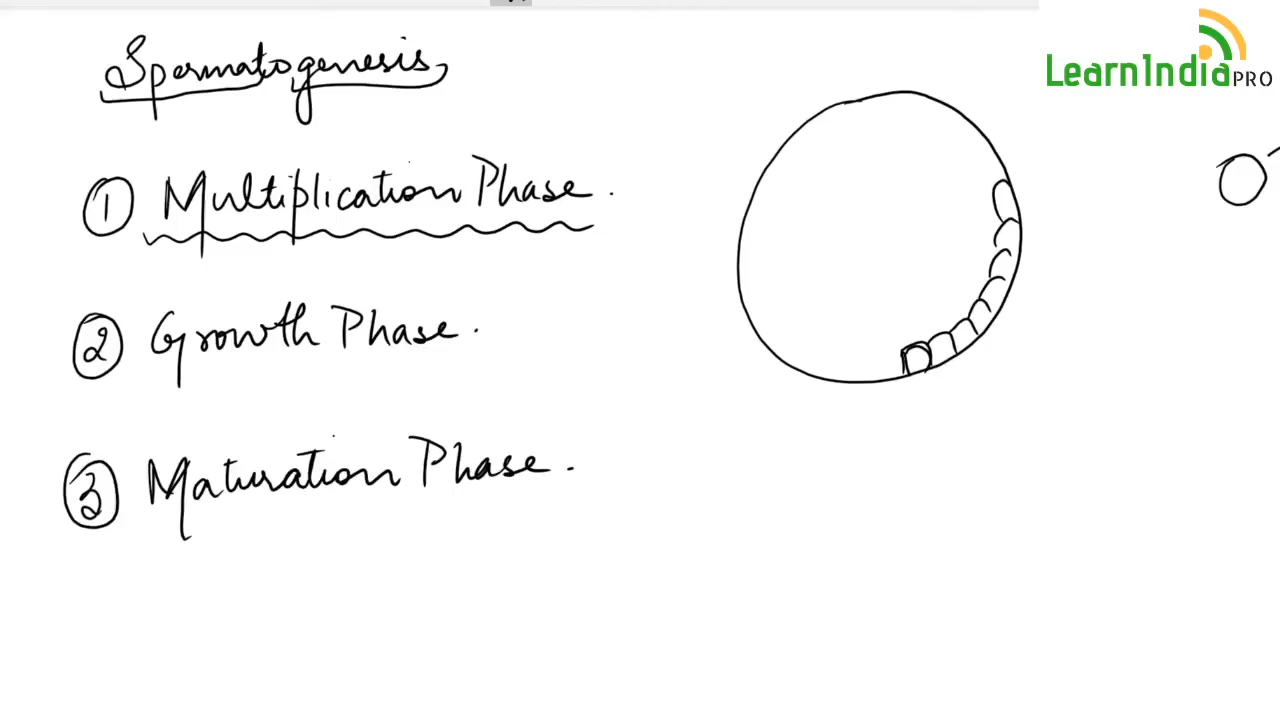 Spermatogenesis
LearnIndia PRO
① Multiplication Phase.
② Growth Phase.
③ Maturation Phase.